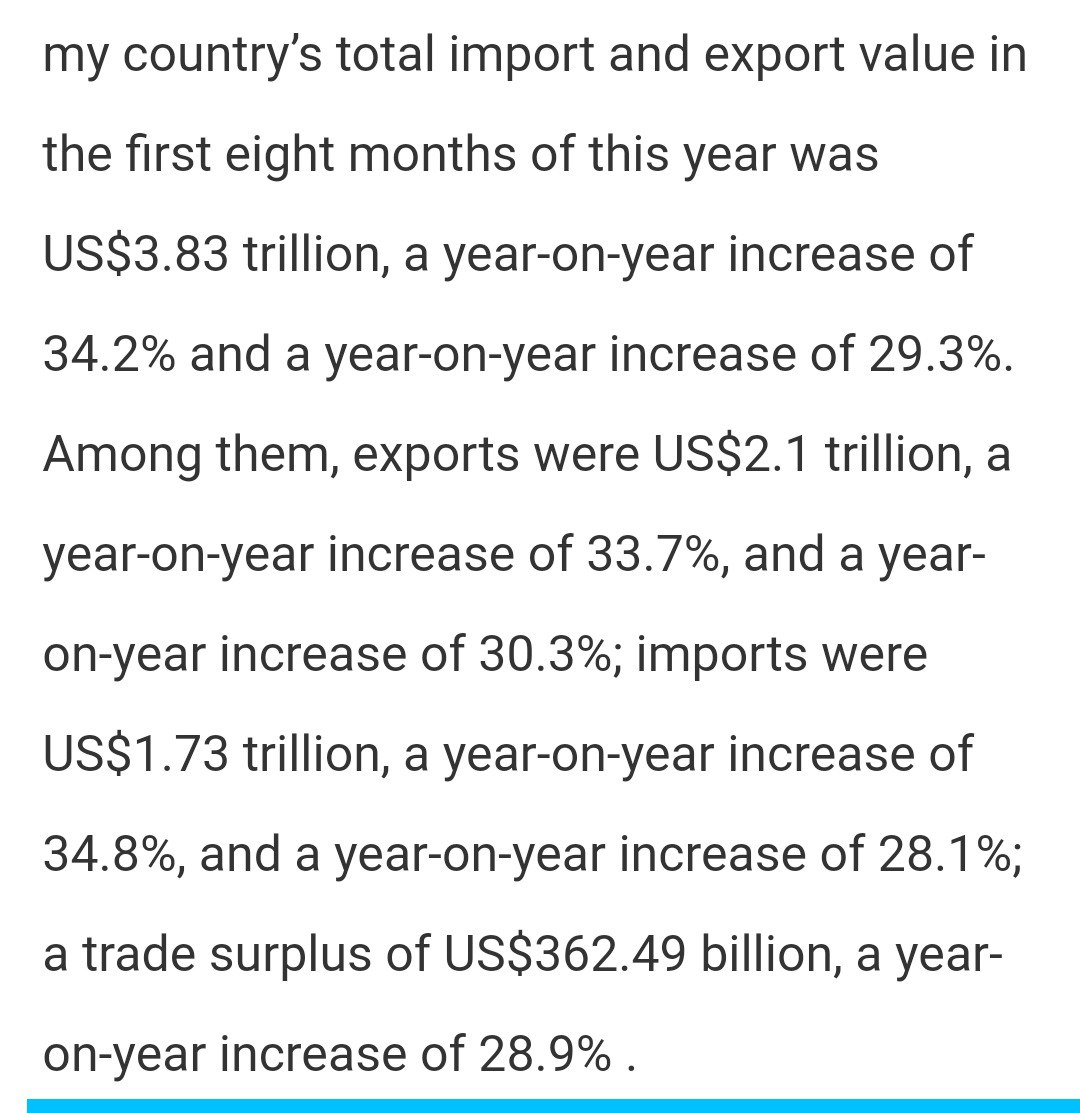 my country’s total import and export value in
the first eight months of this year was
US$3.83 trillion, a year-on-year increase of
34.2% and a year-on-year increase of 29.3%.
Among them, exports were US$2.1 trillion, a
year-on-year increase of 33.7%, and a year-
on-year increase of 30.3%; imports were
US$1.73 trillion, a year-on-year increase of
34.8%, and a year-on-year increase of 28.1%;
a trade surplus of US$362.49 billion, a year-
on-year increase of 28.9% .